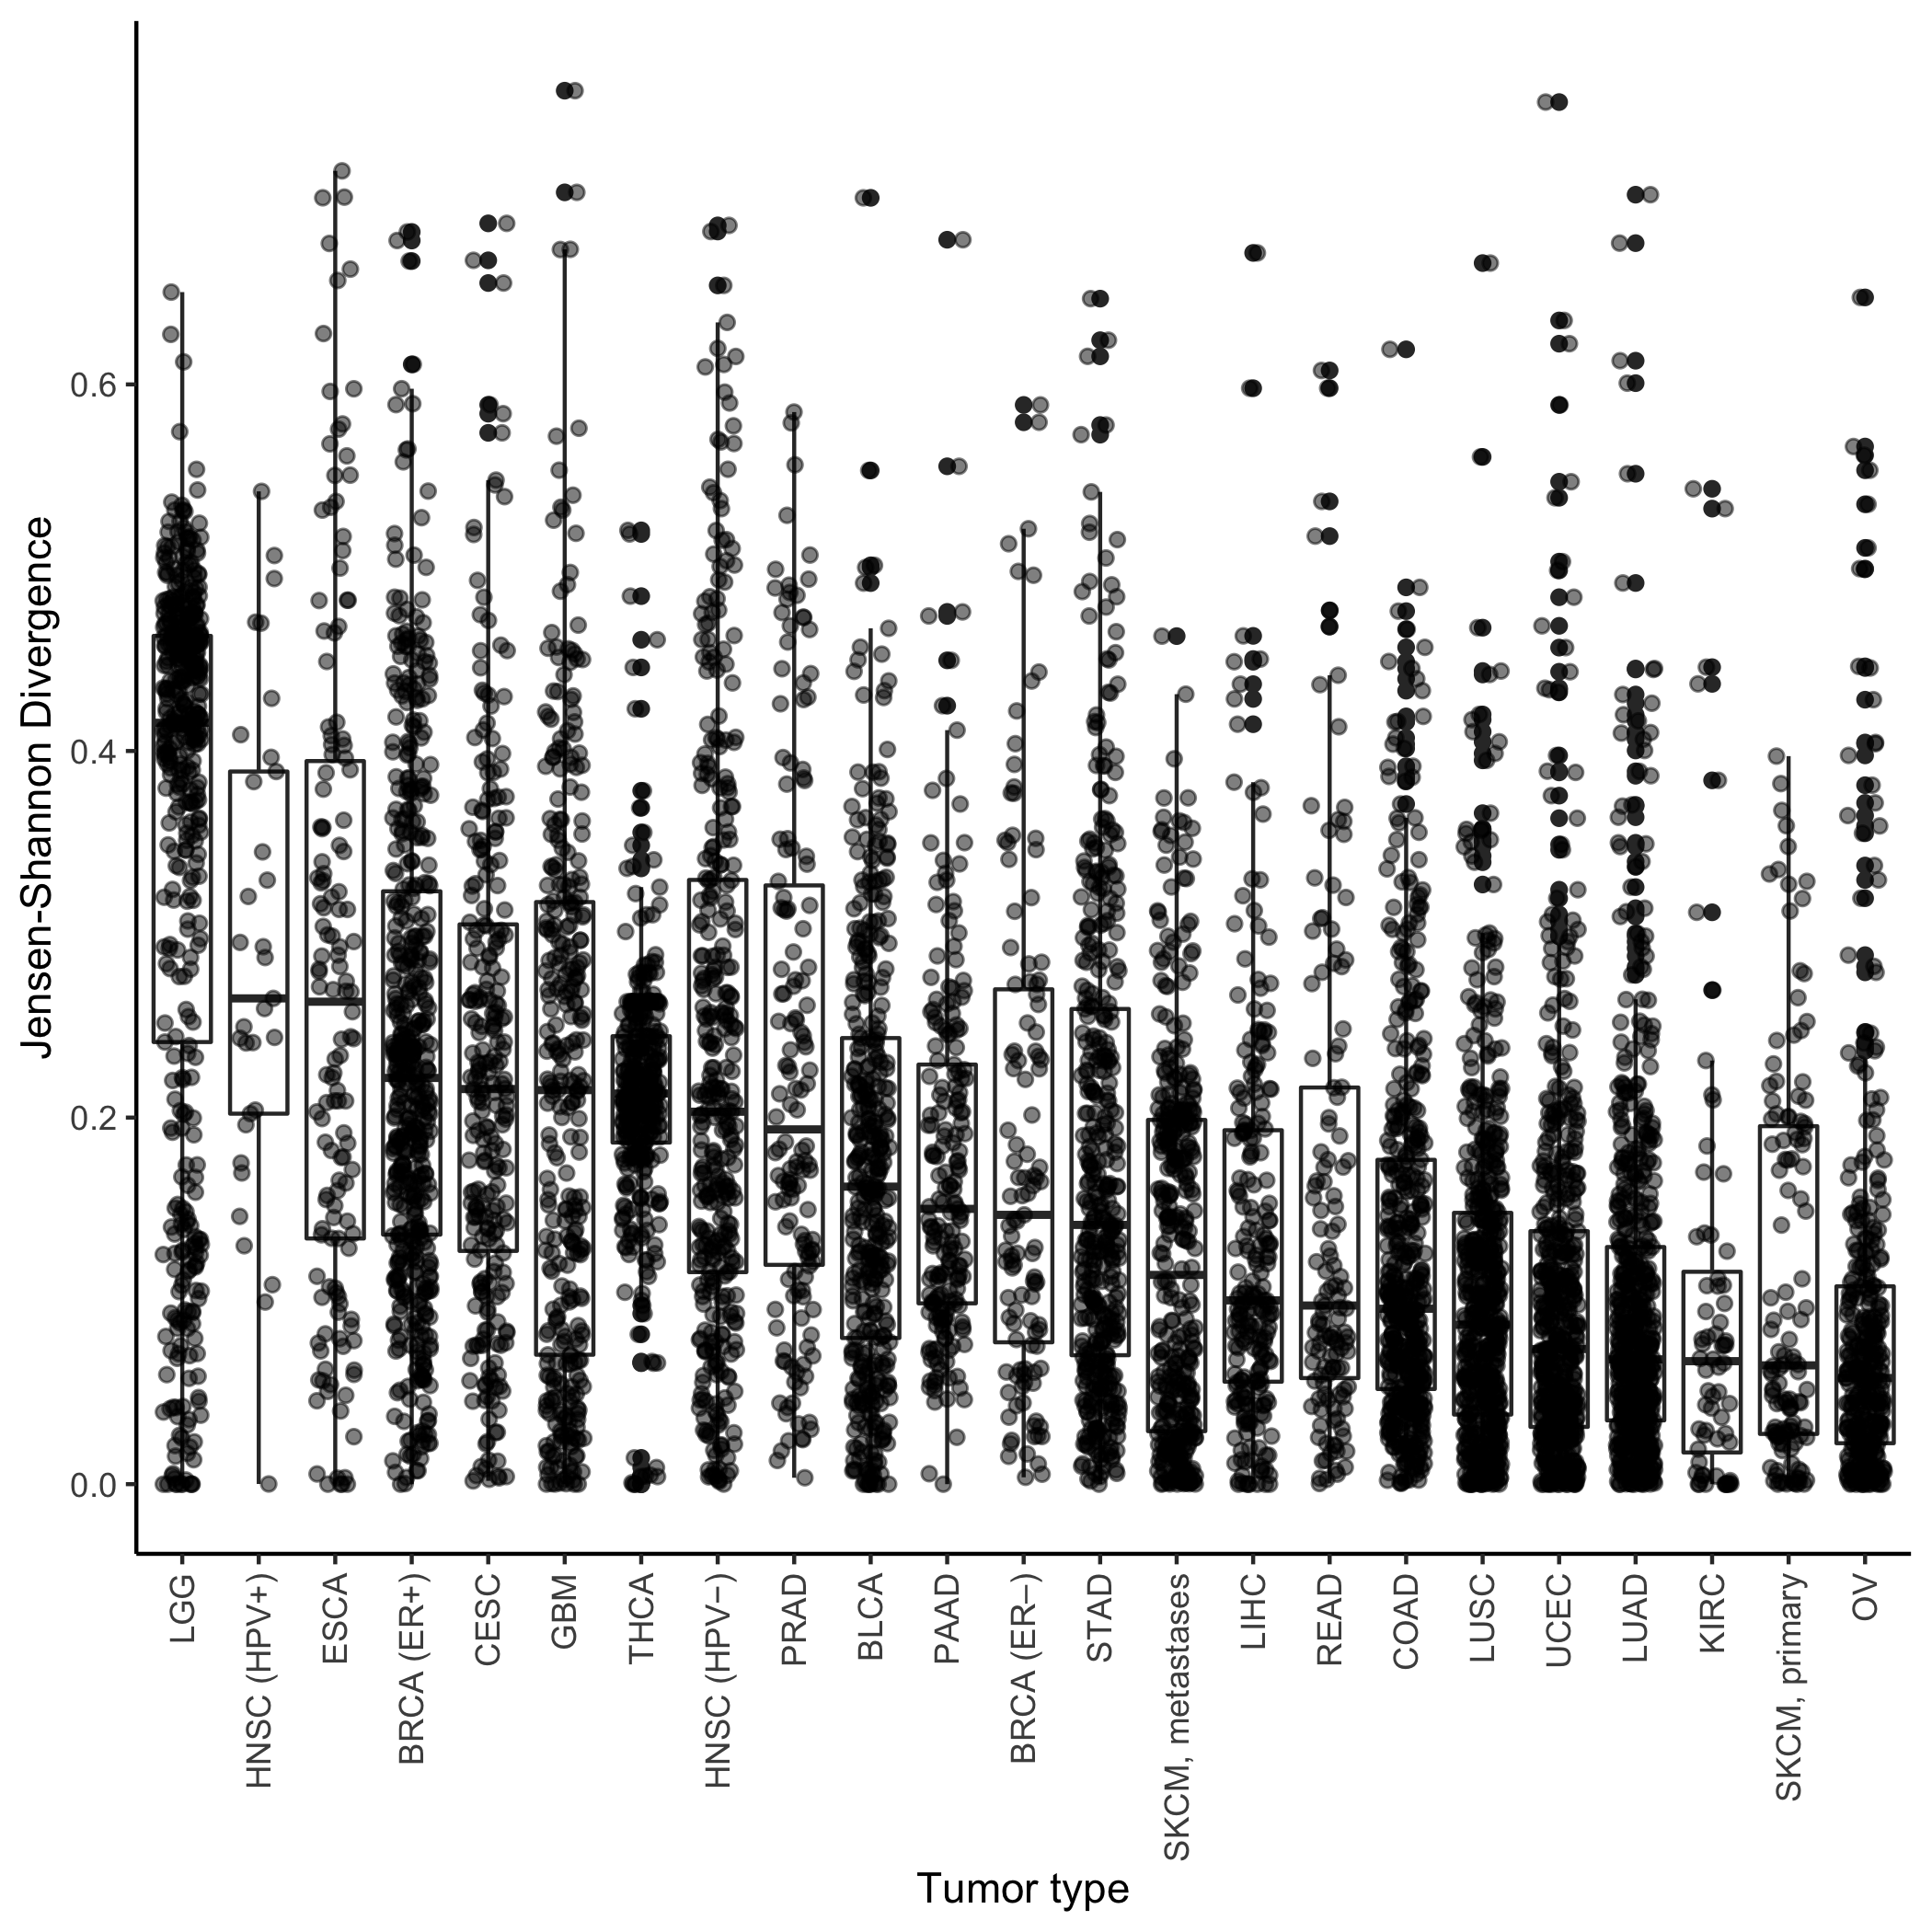 Jensen-Shannon Divergence
0.6
0.4
0.2
0.0
LGG
HNSC (HPV+)
ESCA
BRCA (ER+)
CESC
GBM
THCA
HNSC (HPV−)
PRAD
BLCA
PAAD
BRCA (ER−)
STAD
SKCM, metastases
LIHC
READ
COAD
LUSC
UCEC
LUAD
KIRC
SKCM, primary
OV
Tumor type